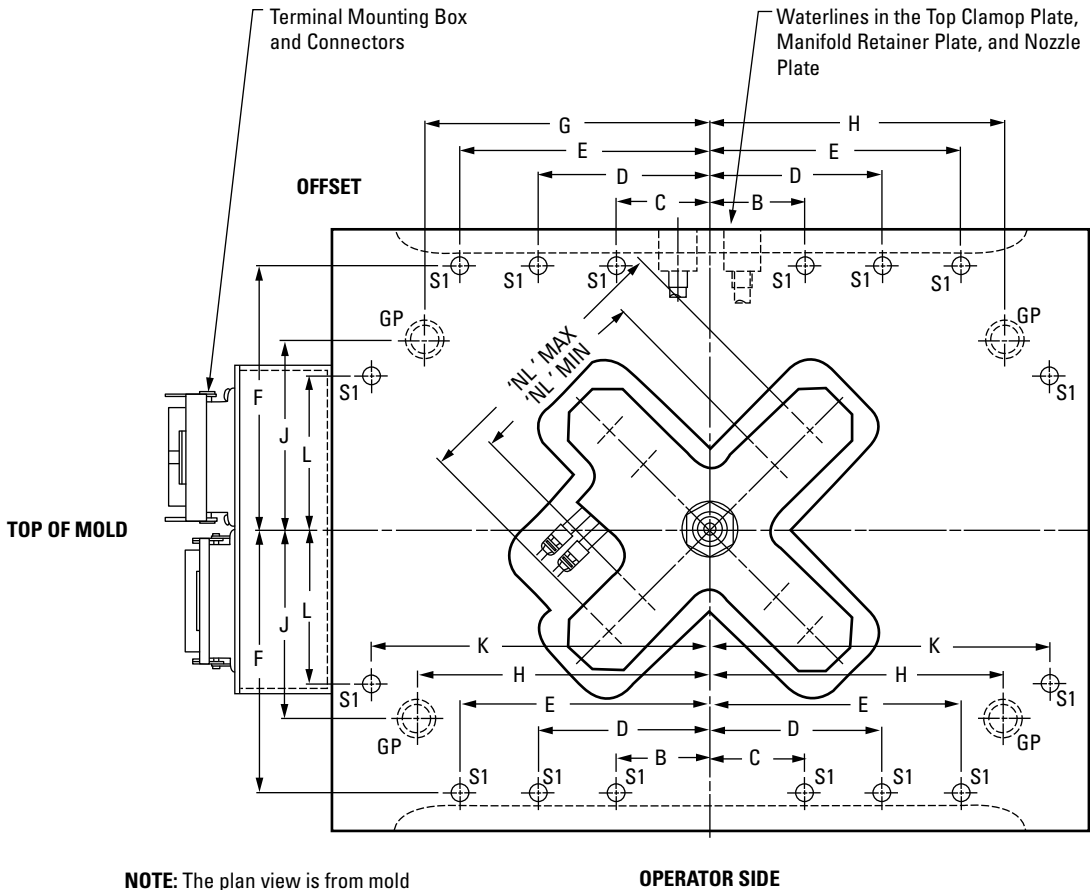 Terminal Mounting Box
and Connectors
Waterlines in the Top Clamop Plate,
Manifold Retainer Plate, and Nozzle
Plate
G H
E E
D D
C B
OFFSET
S1 S1 S1 S1 S1 S1
GP GP
'NL' MAX
'NL' MIN
S1 S1
F J L
TOP OF MOLD
F J L
K K
S1 S1
H H
GP GP
E E
D D
B C
S1 S1 S1 S1 S1 S1
NOTE: The plan view is from mold
OPERATOR SIDE